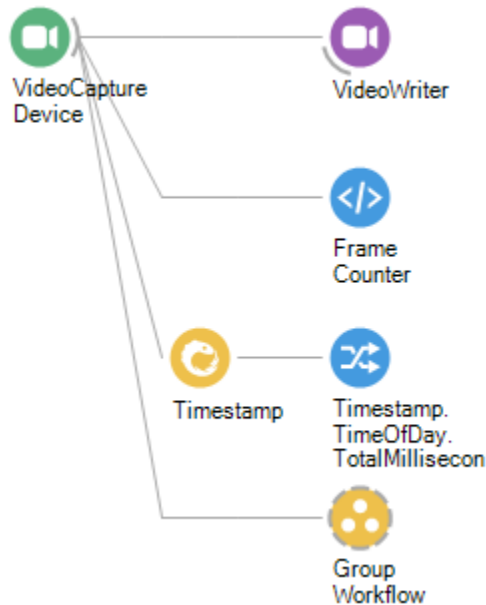 VideoCapture
Device
VideoWriter
</>
Frame
Counter
Timestamp
Timestamp.
TimeOfDay.
TotalMillisecon
Group
Workflow